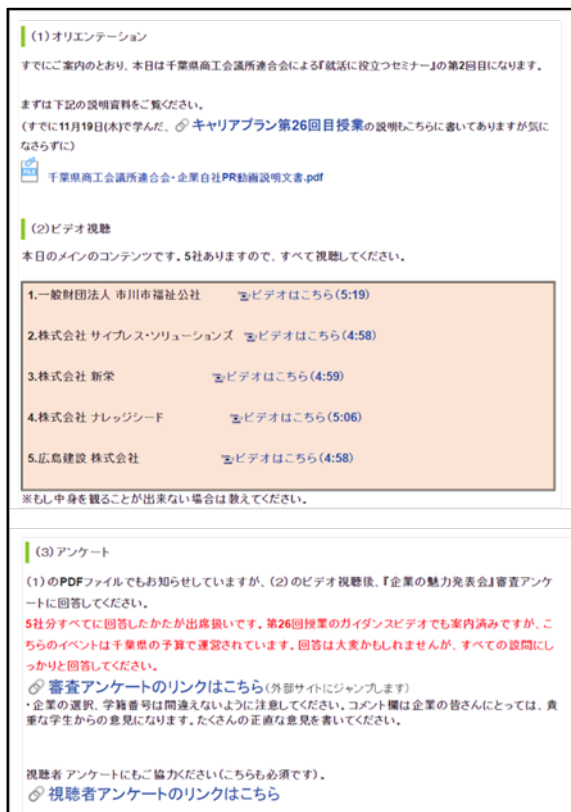 (1)オリエンテーション
すでにご案内のとおり、本日は千葉県商工会議所連合会による『就活に役立つセミナー』の第2回目になります。
まずは下記の説明資料をご覧ください。
(すでに11月19日(木)で学んだ、キャリアプラン第26回目授業の説明もこちらに書いてありますが気に
なさらずに)
千葉県商工会議所連合会・企業自社PR動画説明文書.pdf
(2)ビデオ視聴
本日のメインのコンテンツです。5社ありますので、すべて視聴してください。
1.一般財団法人 市川市福祉公社 ビデオはこちら(5:19)
2.株式会社 サイプレス・ソリューションズ ビデオはこちら(4:58)
3.株式会社 新栄 ビデオはこちら(4:59)
4.株式会社 ナレッジシード ビデオはこちら(5:06)
5.広島建設 株式会社 ビデオはこちら(4:58)
※もし中身を観ることが出来ない場合は教えてください。
(3)アンケート
(1)のPDFファイルでもお知らせしていますが、(2)のビデオ視聴後、『企業の魅力発表会』審査アンケ
ートに回答してください。
5社分すべてに回答したかたが出席扱いです。第26回授業のガイダンスビデオでも案内済みですが、こ
ちらのイベントは千葉県の予算で運営されています。回答は大変かもしれませんが、すべての設問にし
っかりと回答してください。
審査アンケートのリンクはこちら(外部サイトにジャンプします)
・企業の選択、学籍番号は間違えないように注意してください。コメント欄は企業の皆さんにとっては、貴
重な学生からの意見になります。たくさんの正直な意見を書いてください。
視聴者アンケートにもご協力ください(こちらも必須です)。
視聴者アンケートのリンクはこちら